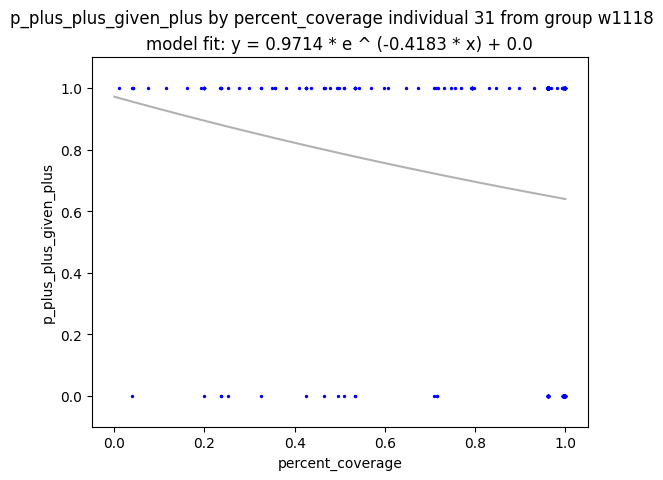 p_plus_plus_given_plus by percent_coverage individual 31 from group w1118
model fit: y = 0.9714 * e ^ (-0.4183 * x) + 0.0
1.0
0.8
0.6
0.4
0.2
0.0
p_plus_plus_given_plus
0.0 0.2 0.4 0.6 0.8 1.0
percent_coverage